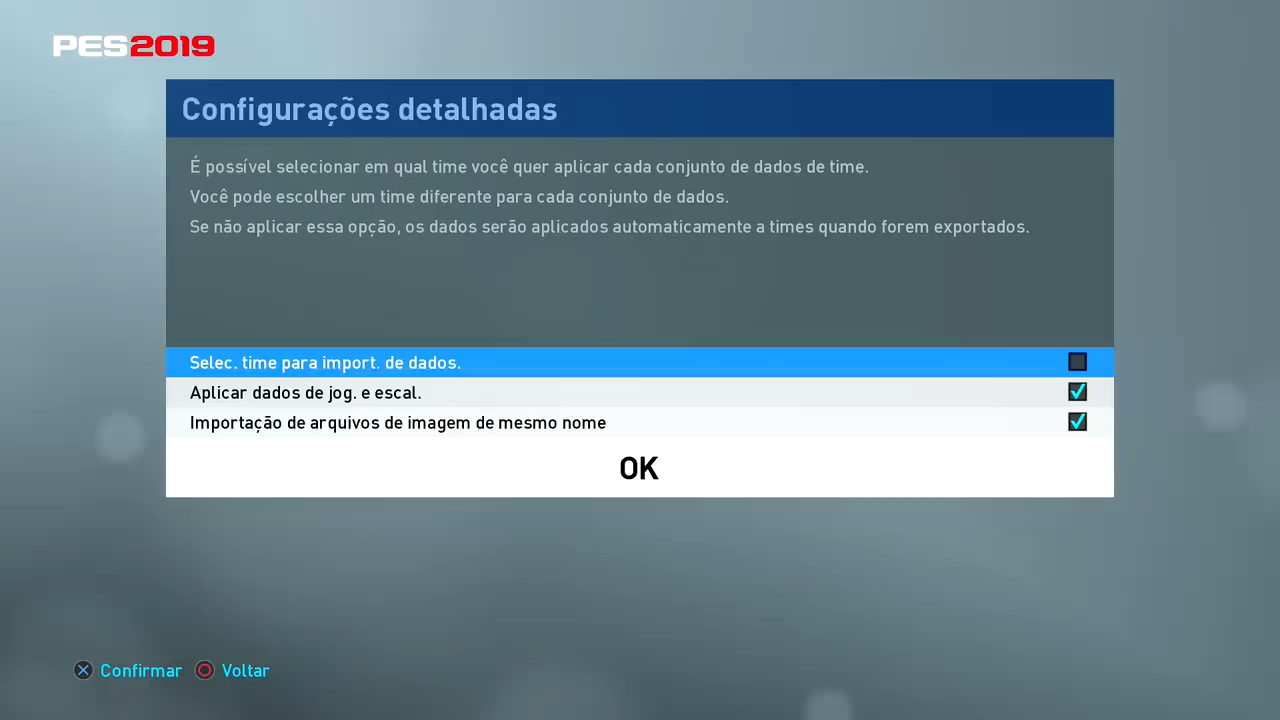 PES2019
Configurações detalhadas
É possível selecionar em qual time você quer aplicar cada conjunto de dados de time.
Você pode escolher um time diferente para cada conjunto de dados.
Se não aplicar essa opção, os dados serão aplicados automaticamente a times quando forem exportados.
Selec. time para import. de dados.
Aplicar dados de jog. e escal.
Importação de arquivos de imagem de mesmo nome
OK
Confirmar Voltar